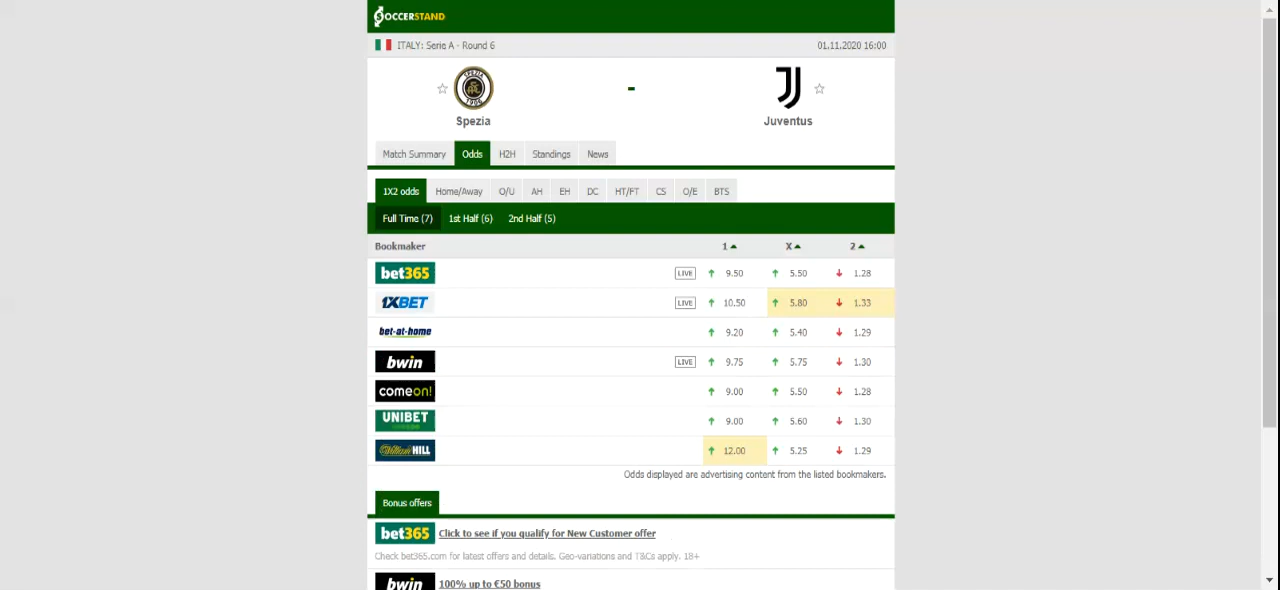 SOCCERSTAND
ITALY: Serie A - Round 6 01.11.2020 16:00
-
Spezia Juventus
Match Summary Odds H2H Standings News
1X2 odds Home/Away O/U AH EH DC HT/FT CS O/E BTS
Full Time (7) 1st Half (6) 2nd Half (5)
Bookmaker 1 X 2
bet365 LIVE 9.50 5.50 1.28
1XBET LIVE 10.50 5.80 1.33
bet-at-home 9.20 5.40 1.29
bwin LIVE 9.75 5.75 1.30
comeon! 9.00 5.50 1.28
UNIBET 9.00 5.60 1.30
William HILL 12.00 5.25 1.29
Odds displayed are advertising content from the listed bookmakers.
Bonus offers
bet365 Click to see if you qualify for New Customer offer
Check bet365.com for latest offers and details. Geo-variations and T&Cs apply. 18+
bwin 100% up to €50 bonus